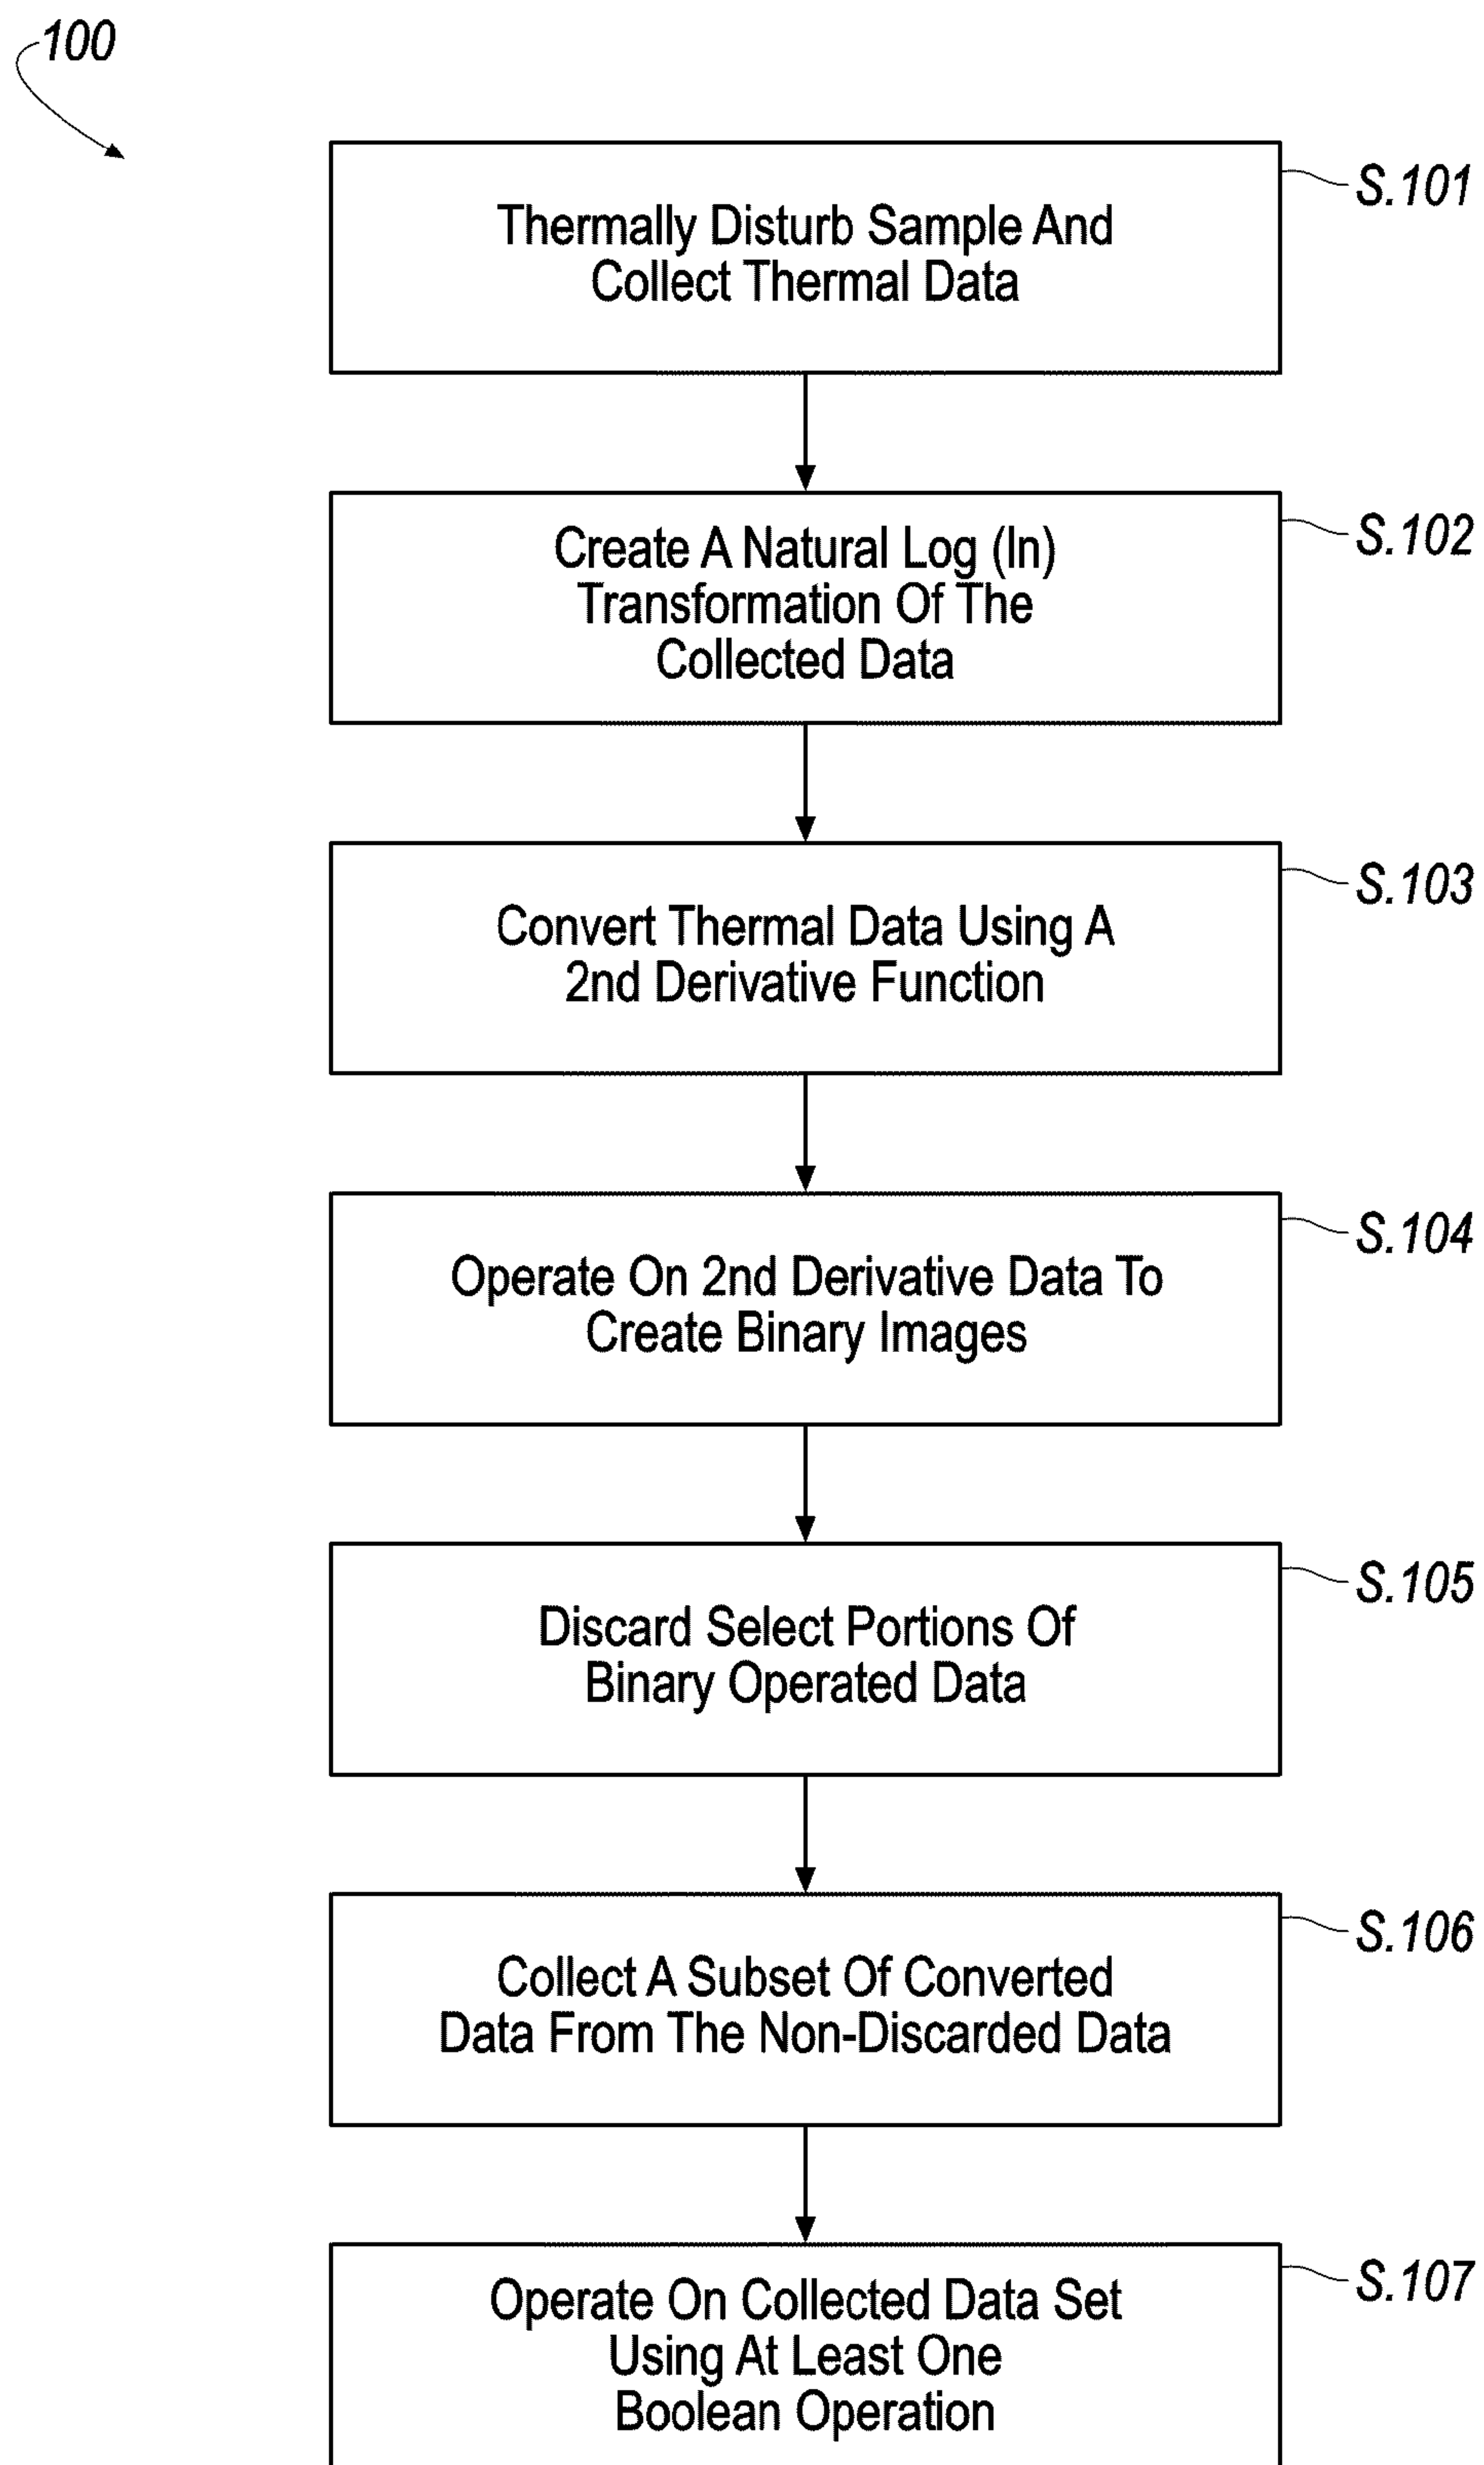 100
Thermally Disturb Sample And
Collect Thermal Data
S.101
Create A Natural Log (ln)
Transformation Of The
Collected Data
S.102
Convert Thermal Data Using A
2nd Derivative Function
S.103
Operate On 2nd Derivative Data To
Create Binary Images
S.104
Discard Select Portions Of
Binary Operated Data
S.105
Collect A Subset Of Converted
Data From The Non-Discarded Data
S.106
Operate On Collected Data Set
Using At Least One
Boolean Operation
S.107